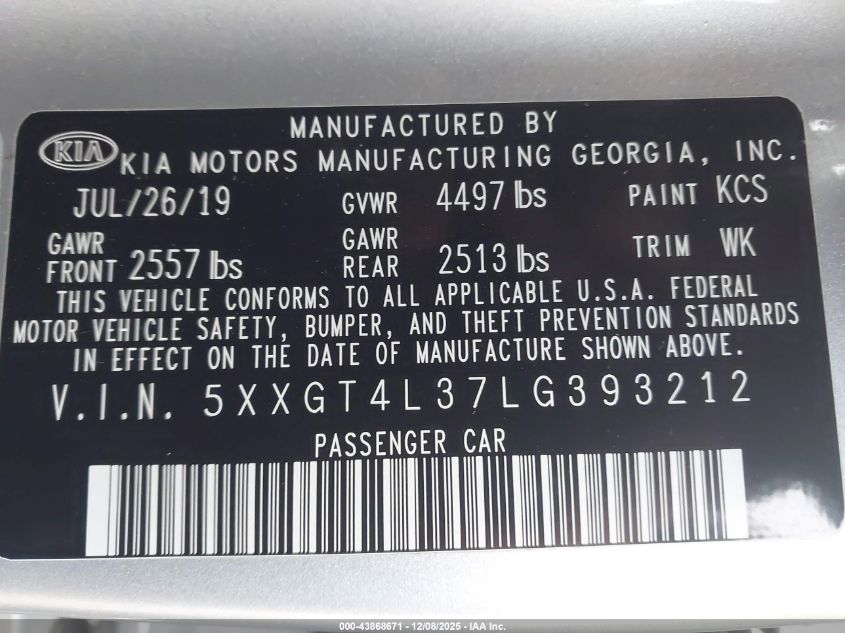 MANUFACTURED BY
KIA KIA MOTORS MANUFACTURING GEORGIA, INC.
JUL/26/19 GVWR 4497 lbs PAINT KCS
GAWR FRONT 2557 lbs GAWR REAR 2513 lbs TRIM WK
THIS VEHICLE CONFORMS TO ALL APPLICABLE U.S.A. FEDERAL
MOTOR VEHICLE SAFETY, BUMPER, AND THEFT PREVENTION STANDARDS
IN EFFECT ON THE DATE OF MANUFACTURE SHOWN ABOVE.
V.I.N. 5XXGT4L37LG393212
PASSENGER CAR
000-43868671 - 12/08/2025 - IAA Inc.